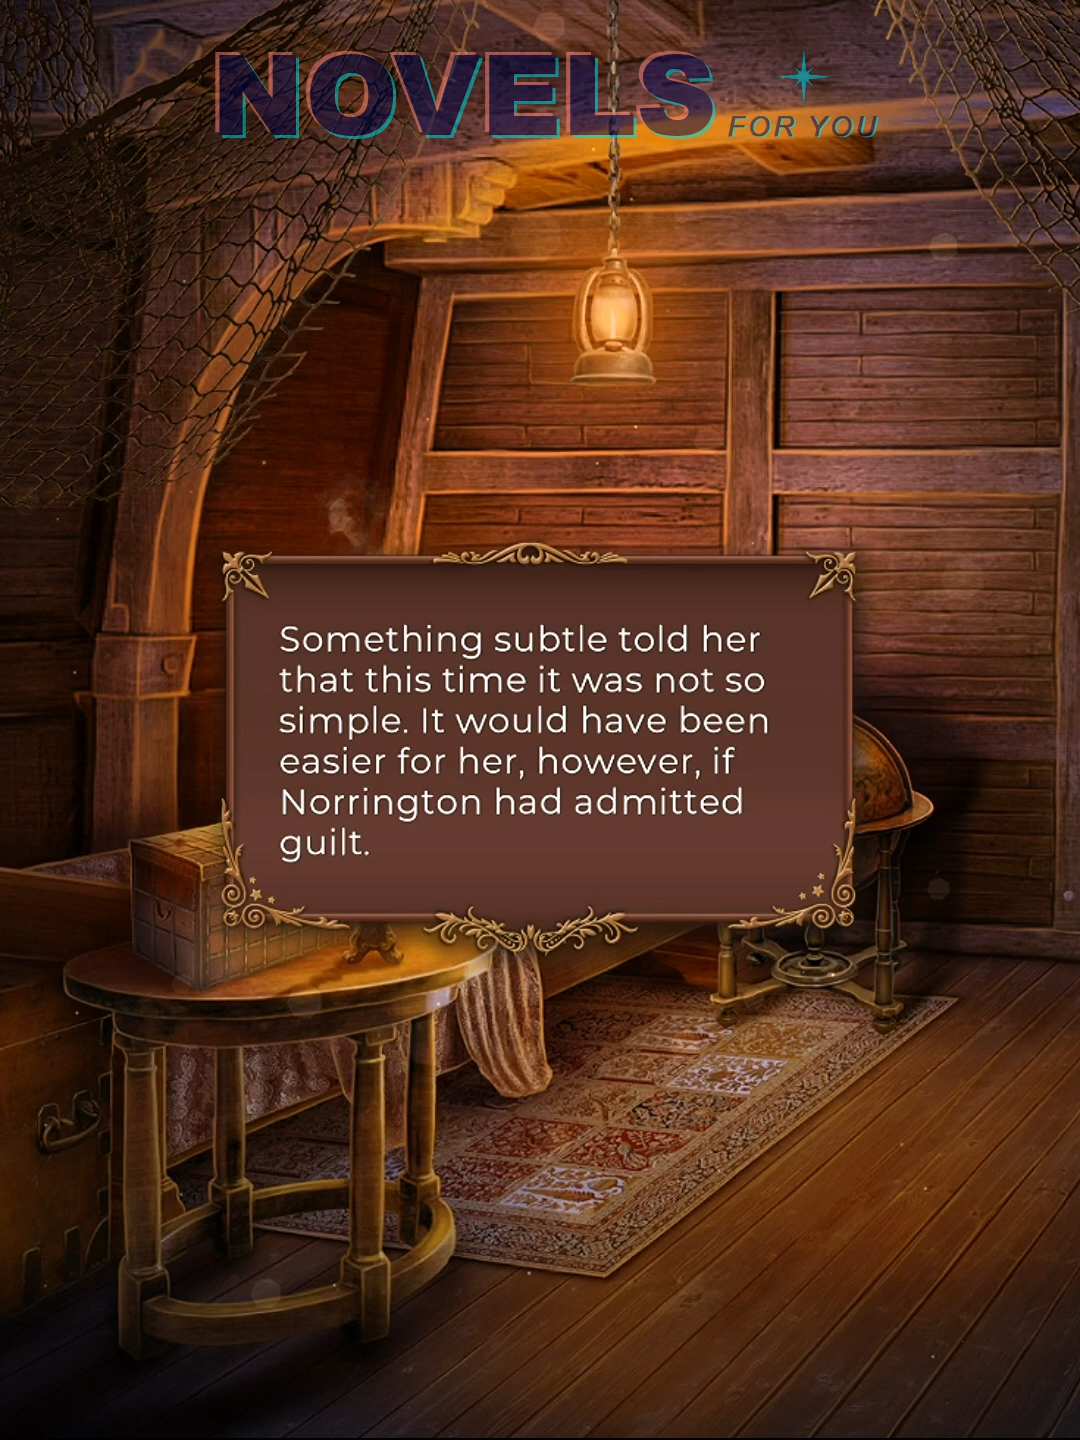 NOVELS
FOR YOU
Something subtle told her
that this time it was not so
simple. It would have been
easier for her, however, if
Norrington had admitted
guilt.